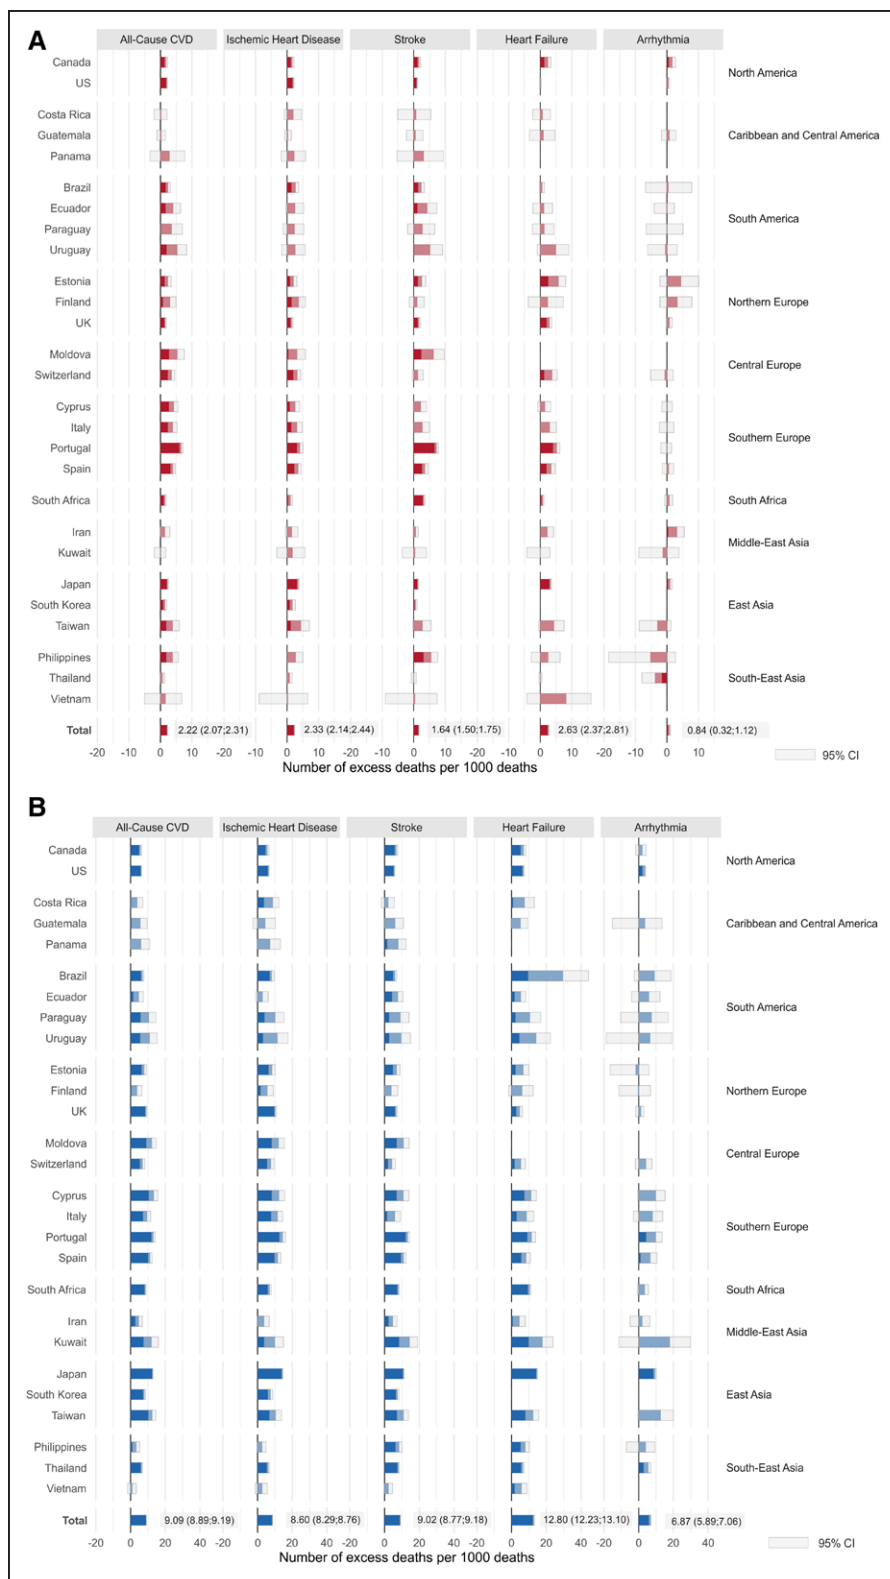 A
All-Cause CVD Ischemic Heart Disease Stroke Heart Failure Arrhythmia
Canada North America
US
Costa Rica
Guatemala Caribbean and Central America
Panama
Brazil
Ecuador South America
Paraguay
Uruguay
Estonia
Finland Northern Europe
UK
Moldova Central Europe
Switzerland
Cyprus
Italy Southern Europe
Portugal
Spain
South Africa South Africa
Iran Middle-East Asia
Kuwait
Japan
South Korea East Asia
Taiwan
Philippines
Thailand South-East Asia
Vietnam
Total 2.22 (2.07;2.31) 2.33 (2.14;2.44) 1.64 (1.50;1.75) 2.63 (2.37;2.81) 0.84 (0.32;1.12)
-20 -10 0 10 -20 -10 0 10 -20 -10 0 10 -20 -10 0 10 -20 -10 0 10
95% CI
Number of excess deaths per 1000 deaths
B
All-Cause CVD Ischemic Heart Disease Stroke Heart Failure Arrhythmia
Canada North America
US
Costa Rica
Guatemala Caribbean and Central America
Panama
Brazil
Ecuador South America
Paraguay
Uruguay
Estonia
Finland Northern Europe
UK
Moldova Central Europe
Switzerland
Cyprus
Italy Southern Europe
Portugal
Spain
South Africa South Africa
Iran Middle-East Asia
Kuwait
Japan
South Korea East Asia
Taiwan
Philippines
Thailand South-East Asia
Vietnam
Total 9.09 (8.89;9.19) 8.60 (8.29;8.76) 9.02 (8.77;9.18) 12.80 (12.23;13.10) 6.87 (5.89;7.06)
-20 0 20 40 -20 0 20 40 -20 0 20 40 -20 0 20 40 -20 0 20 40
95% CI
Number of excess deaths per 1000 deaths